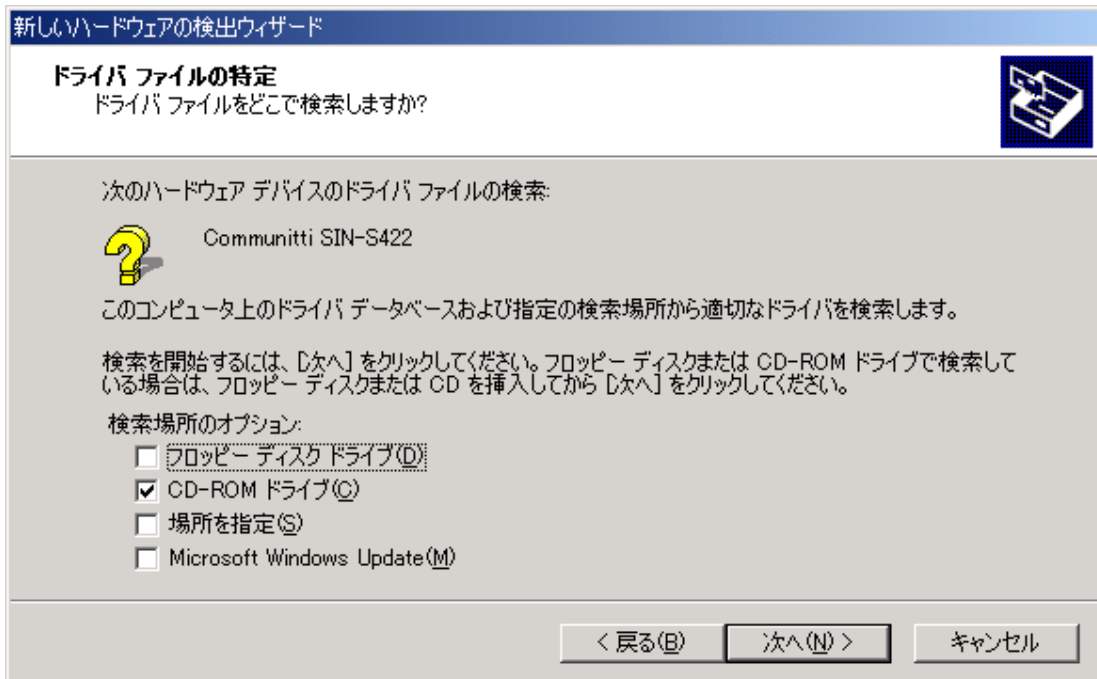 新しいハードウェアの検出ウィザード
ドライバ ファイルの特定
ドライバ ファイルをどこで検索しますか?
次のハードウェア デバイスのドライバ ファイルの検索:
Communitti SIN-S422
このコンピュータ上のドライバ データベースおよび指定の検索場所から適切なドライバを検索します。
検索を開始するには、[次へ] をクリックしてください。フロッピー ディスクまたは CD-ROM ドライブで検索して
いる場合は、フロッピー ディスクまたは CD を挿入してから [次へ] をクリックしてください。
検索場所のオプション:
フロッピー ディスク ドライブ(D)
CD-ROM ドライブ(C)
場所を指定(S)
Microsoft Windows Update(M)
< 戻る(B) 次へ(N) > キャンセル